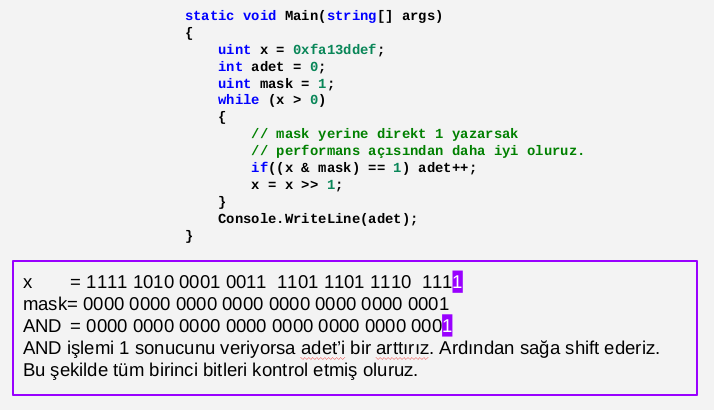 static void Main(string[] args)
{
    uint x = 0xfa13ddef;
    int adet = 0;
    uint mask = 1;
    while (x > 0)
    {
        // mask yerine direkt 1 yazarsak
        // performans açısından daha iyi oluruz.
        if((x & mask) == 1) adet++;
        x = x >> 1;
    }
    Console.WriteLine(adet);
}
x = 1111 1010 0001 0011 1101 1101 1110 1111
mask= 0000 0000 0000 0000 0000 0000 0000 0001
AND = 0000 0000 0000 0000 0000 0000 0000 0001
AND işlemi 1 sonucunu veriyorsa adet’i bir arttırız. Ardından sağa shift ederiz.
Bu şekilde tüm birinci bitleri kontrol etmiş oluruz.